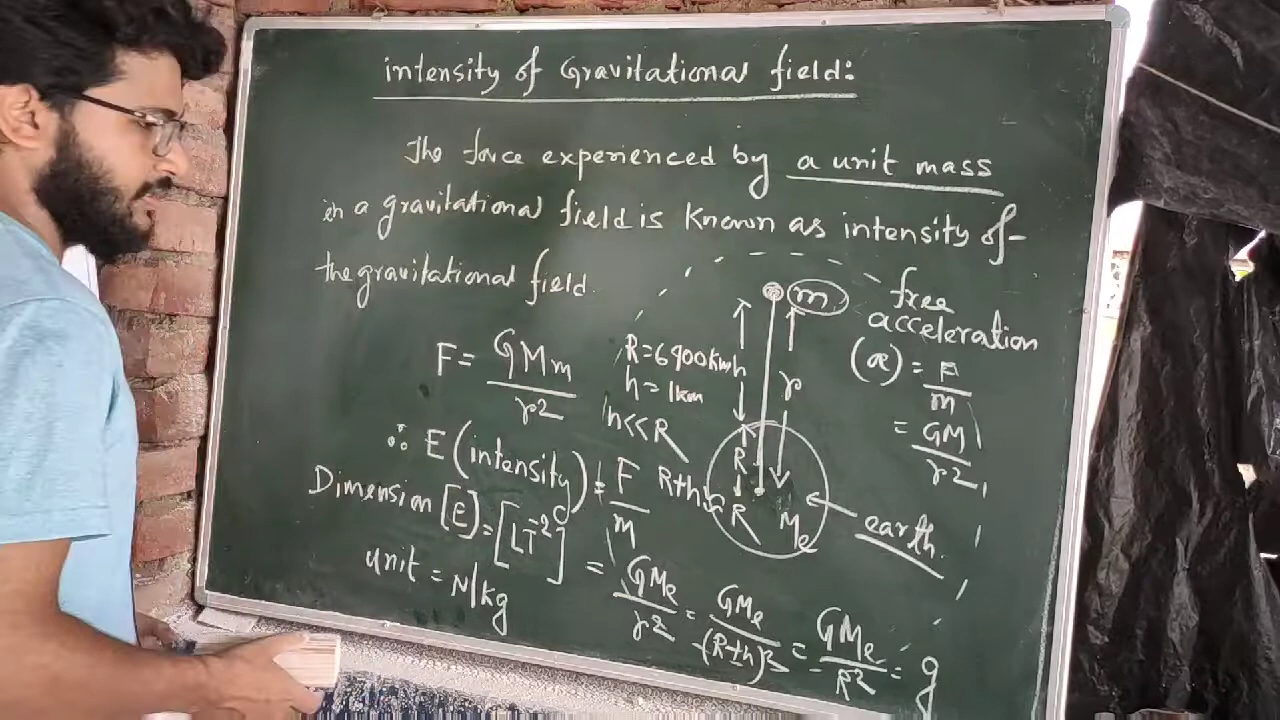 intensity of Gravitational field:
The force experienced by a unit mass
in a gravitational field is known as intensity of
the gravitational field.
F = GMm / r2
∴ E (intensity) = F / m
= GMe / r2 = GMe / (R+h)2 = GMe / R2 = g
Dimension [E] = [LT-2]
unit = N/kg
R = 6400km
h = 1km
h<<R
R+h ≈ R
m
h
r
R
Me
earth
free
acceleration
(a) = F / m
= GM / r2